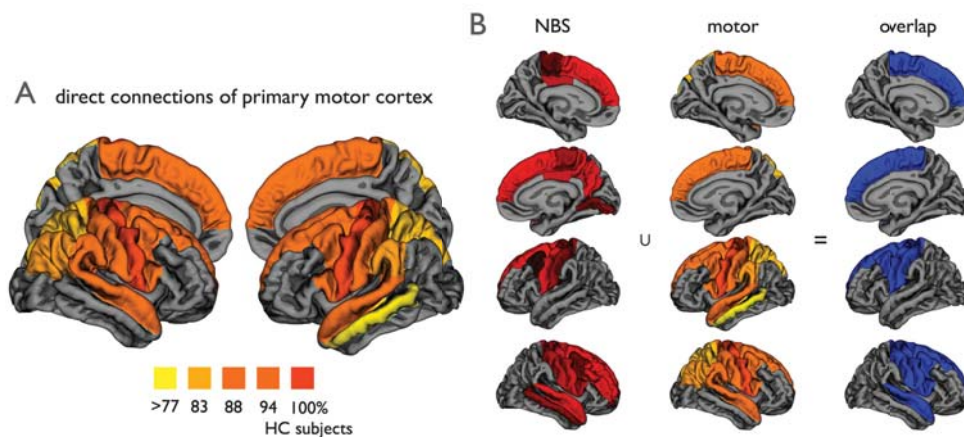 A direct connections of primary motor cortex
>77 83 88 94 100%
HC subjects
B NBS motor overlap
∪ =